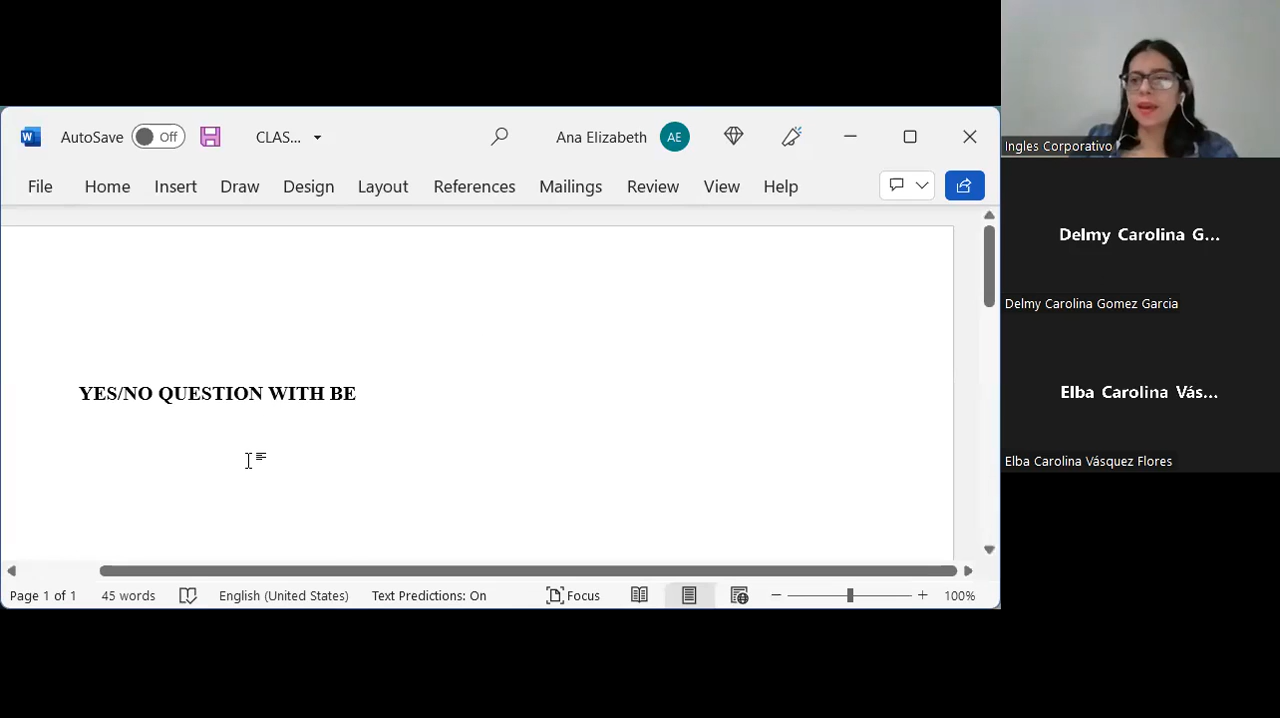 AutoSave Off CLAS... Ana Elizabeth AE
File Home Insert Draw Design Layout References Mailings Review View Help
YES/NO QUESTION WITH BE
Page 1 of 1 45 words English (United States) Text Predictions: On Focus 100%
Ingles Corporativo
Delmy Carolina G...
Delmy Carolina Gomez Garcia
Elba Carolina Vás...
Elba Carolina Vásquez Flores